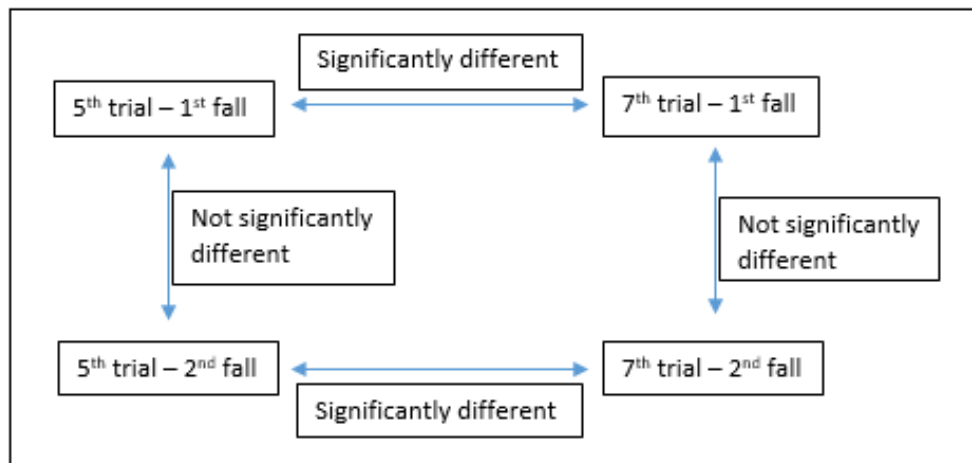 Significantly different
5th trial – 1st fall
7th trial – 1st fall
Not significantly
different
Not significantly
different
5th trial – 2nd fall
7th trial – 2nd fall
Significantly different